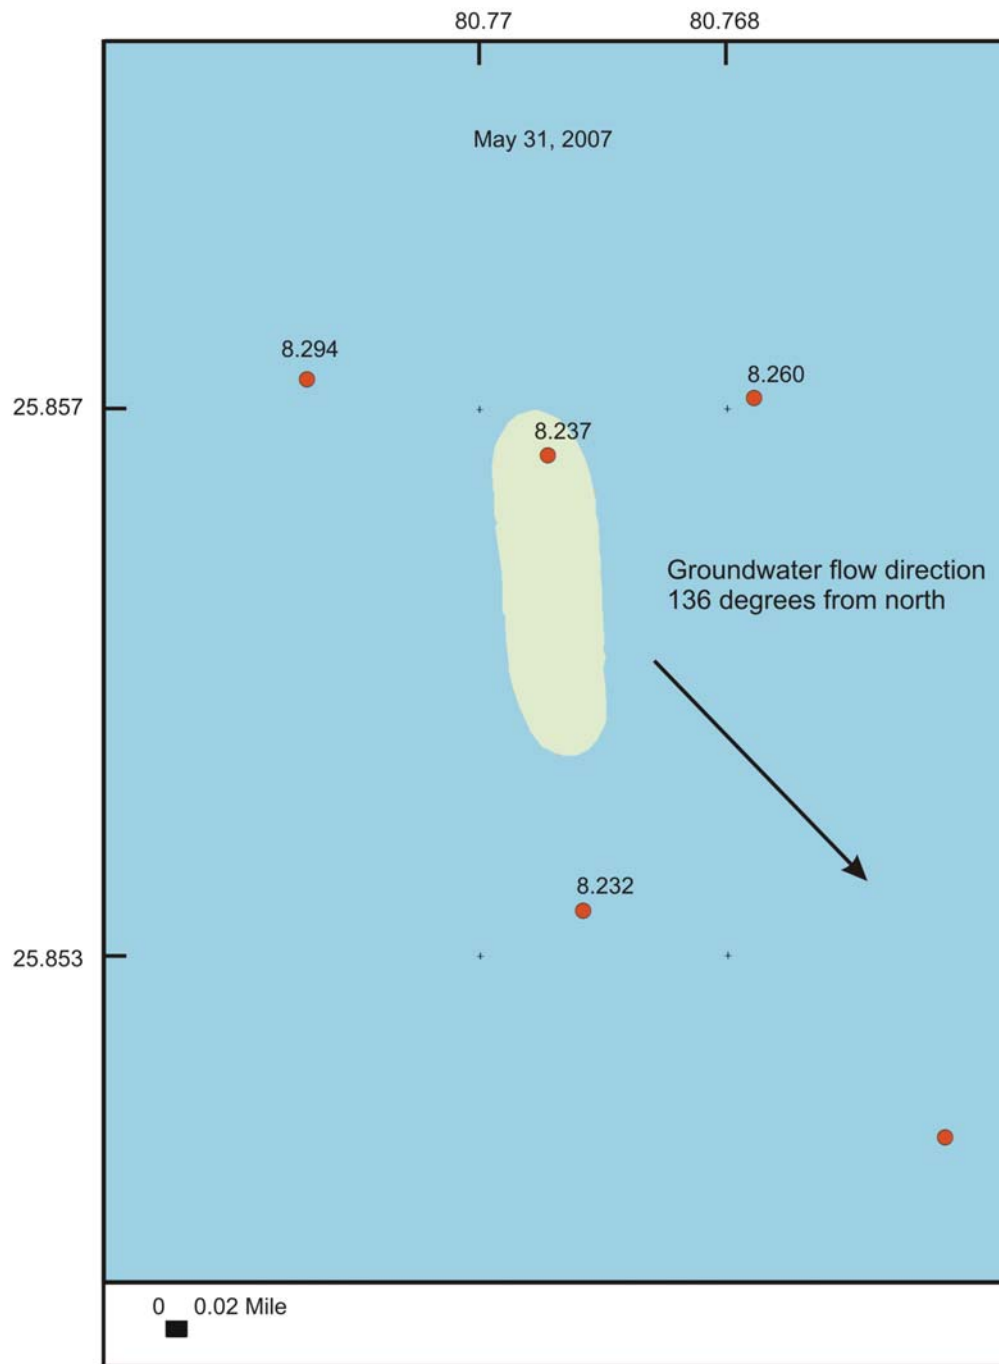 80.77 80.768
May 31, 2007
8.294
8.260
25.857
8.237
Groundwater flow direction
136 degrees from north
8.232
25.853
0 0.02 Mile